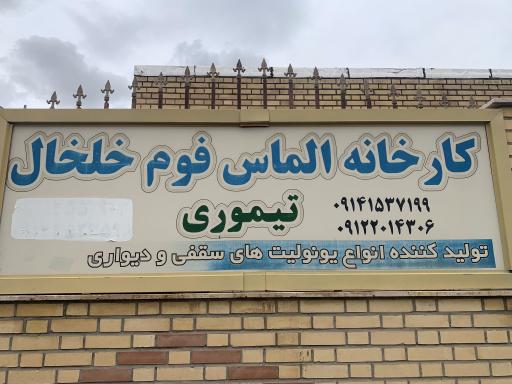 کارخانه الماس فوم خلخال
تیموری
۰۹۱۴۱۵۳۷۱۹۹
۰۹۱۲۲۰۱۴۳۰۶
تولید کننده انواع یونولیت های سقفی و دیواری